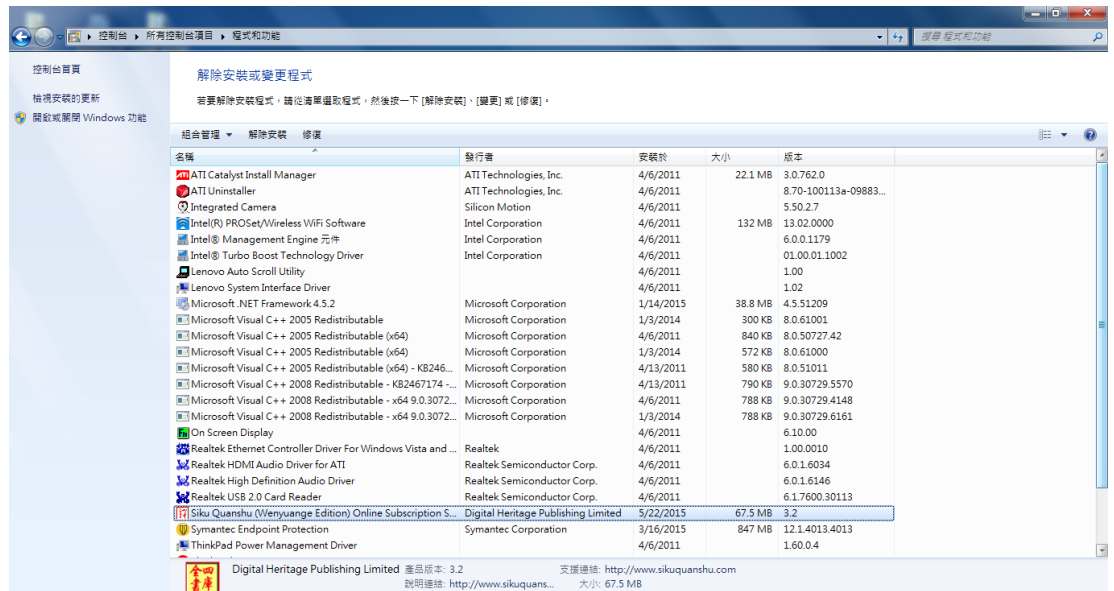 控制台 ▸ 所有控制台項目 ▸ 程式和功能
搜尋 程式和功能
控制台首頁
檢視安裝的更新
開啟或關閉 Windows 功能
解除安裝或變更程式
若要解除安裝程式，請從清單選取程式，然後按一下 [解除安裝]、[變更] 或 [修復]。
組合管理 ▼ 解除安裝 修復
名稱 發行者 安裝於 大小 版本
ATI Catalyst Install Manager ATI Technologies, Inc. 4/6/2011 22.1 MB 3.0.762.0
ATI Uninstaller ATI Technologies, Inc. 4/6/2011 8.70-100113a-09883...
Integrated Camera Silicon Motion 4/6/2011 5.50.2.7
Intel(R) PROSet/Wireless WiFi Software Intel Corporation 4/6/2011 132 MB 13.02.0000
Intel® Management Engine 元件 Intel Corporation 4/6/2011 6.0.0.1179
Intel® Turbo Boost Technology Driver Intel Corporation 4/6/2011 01.00.01.1002
Lenovo Auto Scroll Utility 4/6/2011 1.00
Lenovo System Interface Driver 4/6/2011 1.02
Microsoft .NET Framework 4.5.2 Microsoft Corporation 1/14/2015 38.8 MB 4.5.51209
Microsoft Visual C++ 2005 Redistributable Microsoft Corporation 1/3/2014 300 KB 8.0.61001
Microsoft Visual C++ 2005 Redistributable (x64) Microsoft Corporation 4/6/2011 840 KB 8.0.50727.42
Microsoft Visual C++ 2005 Redistributable (x64) Microsoft Corporation 1/3/2014 572 KB 8.0.61000
Microsoft Visual C++ 2005 Redistributable (x64) - KB246... Microsoft Corporation 4/13/2011 580 KB 8.0.51011
Microsoft Visual C++ 2008 Redistributable - KB2467174 -... Microsoft Corporation 4/13/2011 790 KB 9.0.30729.5570
Microsoft Visual C++ 2008 Redistributable - x64 9.0.3072... Microsoft Corporation 4/6/2011 788 KB 9.0.30729.4148
Microsoft Visual C++ 2008 Redistributable - x64 9.0.3072... Microsoft Corporation 1/3/2014 788 KB 9.0.30729.6161
On Screen Display 4/6/2011 6.10.00
Realtek Ethernet Controller Driver For Windows Vista and ... Realtek 4/6/2011 1.00.0010
Realtek HDMI Audio Driver for ATI Realtek Semiconductor Corp. 4/6/2011 6.0.1.6034
Realtek High Definition Audio Driver Realtek Semiconductor Corp. 4/6/2011 6.0.1.6146
Realtek USB 2.0 Card Reader Realtek Semiconductor Corp. 4/6/2011 6.1.7600.30113
Siku Quanshu (Wenyuange Edition) Online Subscription S... Digital Heritage Publishing Limited 5/22/2015 67.5 MB 3.2
Symantec Endpoint Protection Symantec Corporation 3/16/2015 847 MB 12.1.4013.4013
ThinkPad Power Management Driver 4/6/2011 1.60.0.4
Digital Heritage Publishing Limited 產品版本: 3.2 支援連結: http://www.sikuquanshu.com
說明連結: http://www.sikuquans... 大小: 67.5 MB
四庫全書